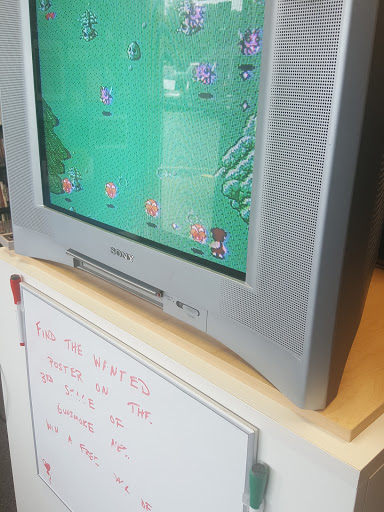 SONY
FIND THE WANTED
POSTER ON THE
3RD
GUNSMOKE OF
WIN A FREE